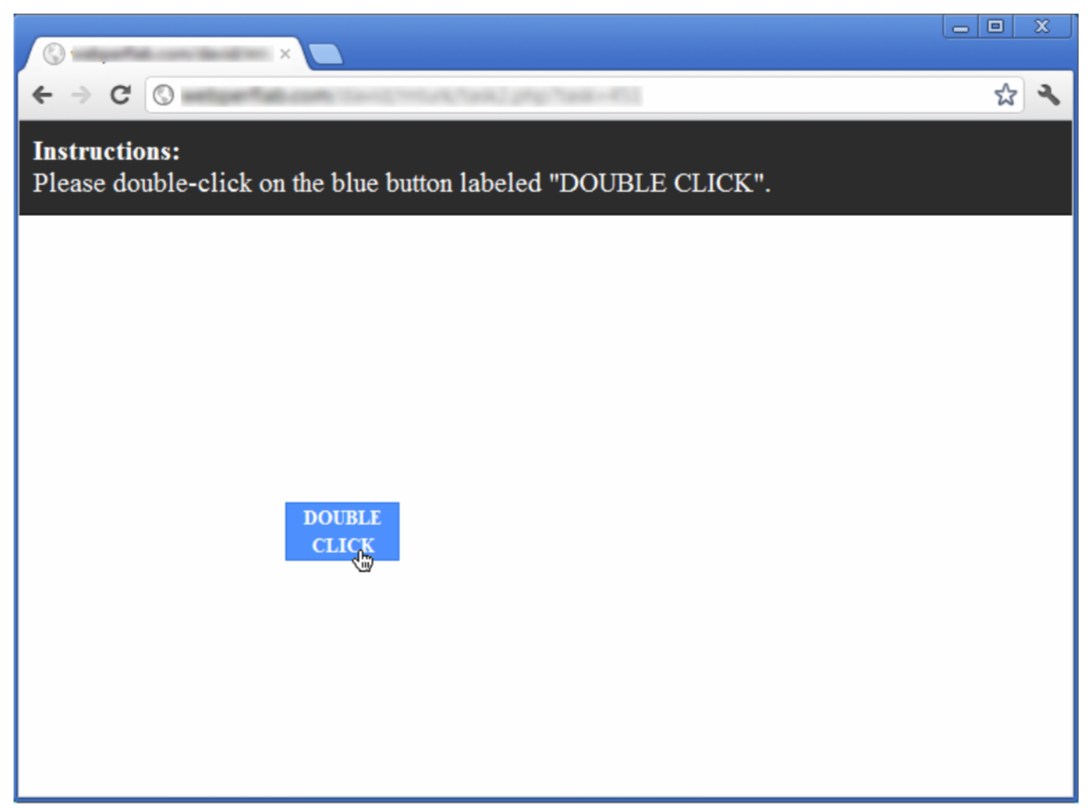 Instructions:
Please double-click on the blue button labeled "DOUBLE CLICK".
DOUBLE
CLICK